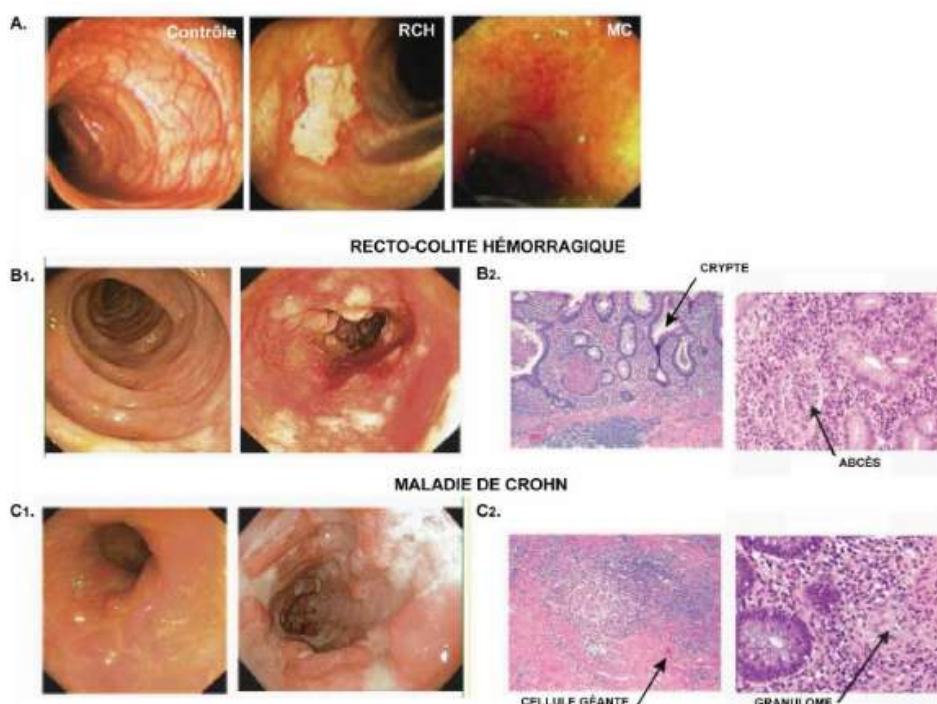 A.
Contrôle
RCH
MC
RECTO-COLITE HÉMORRAGIQUE
B1.
B2.
CRYPTE
ABCÈS
MALADIE DE CROHN
C1.
C2.
CELLULE GÉANTE
GRANULOME